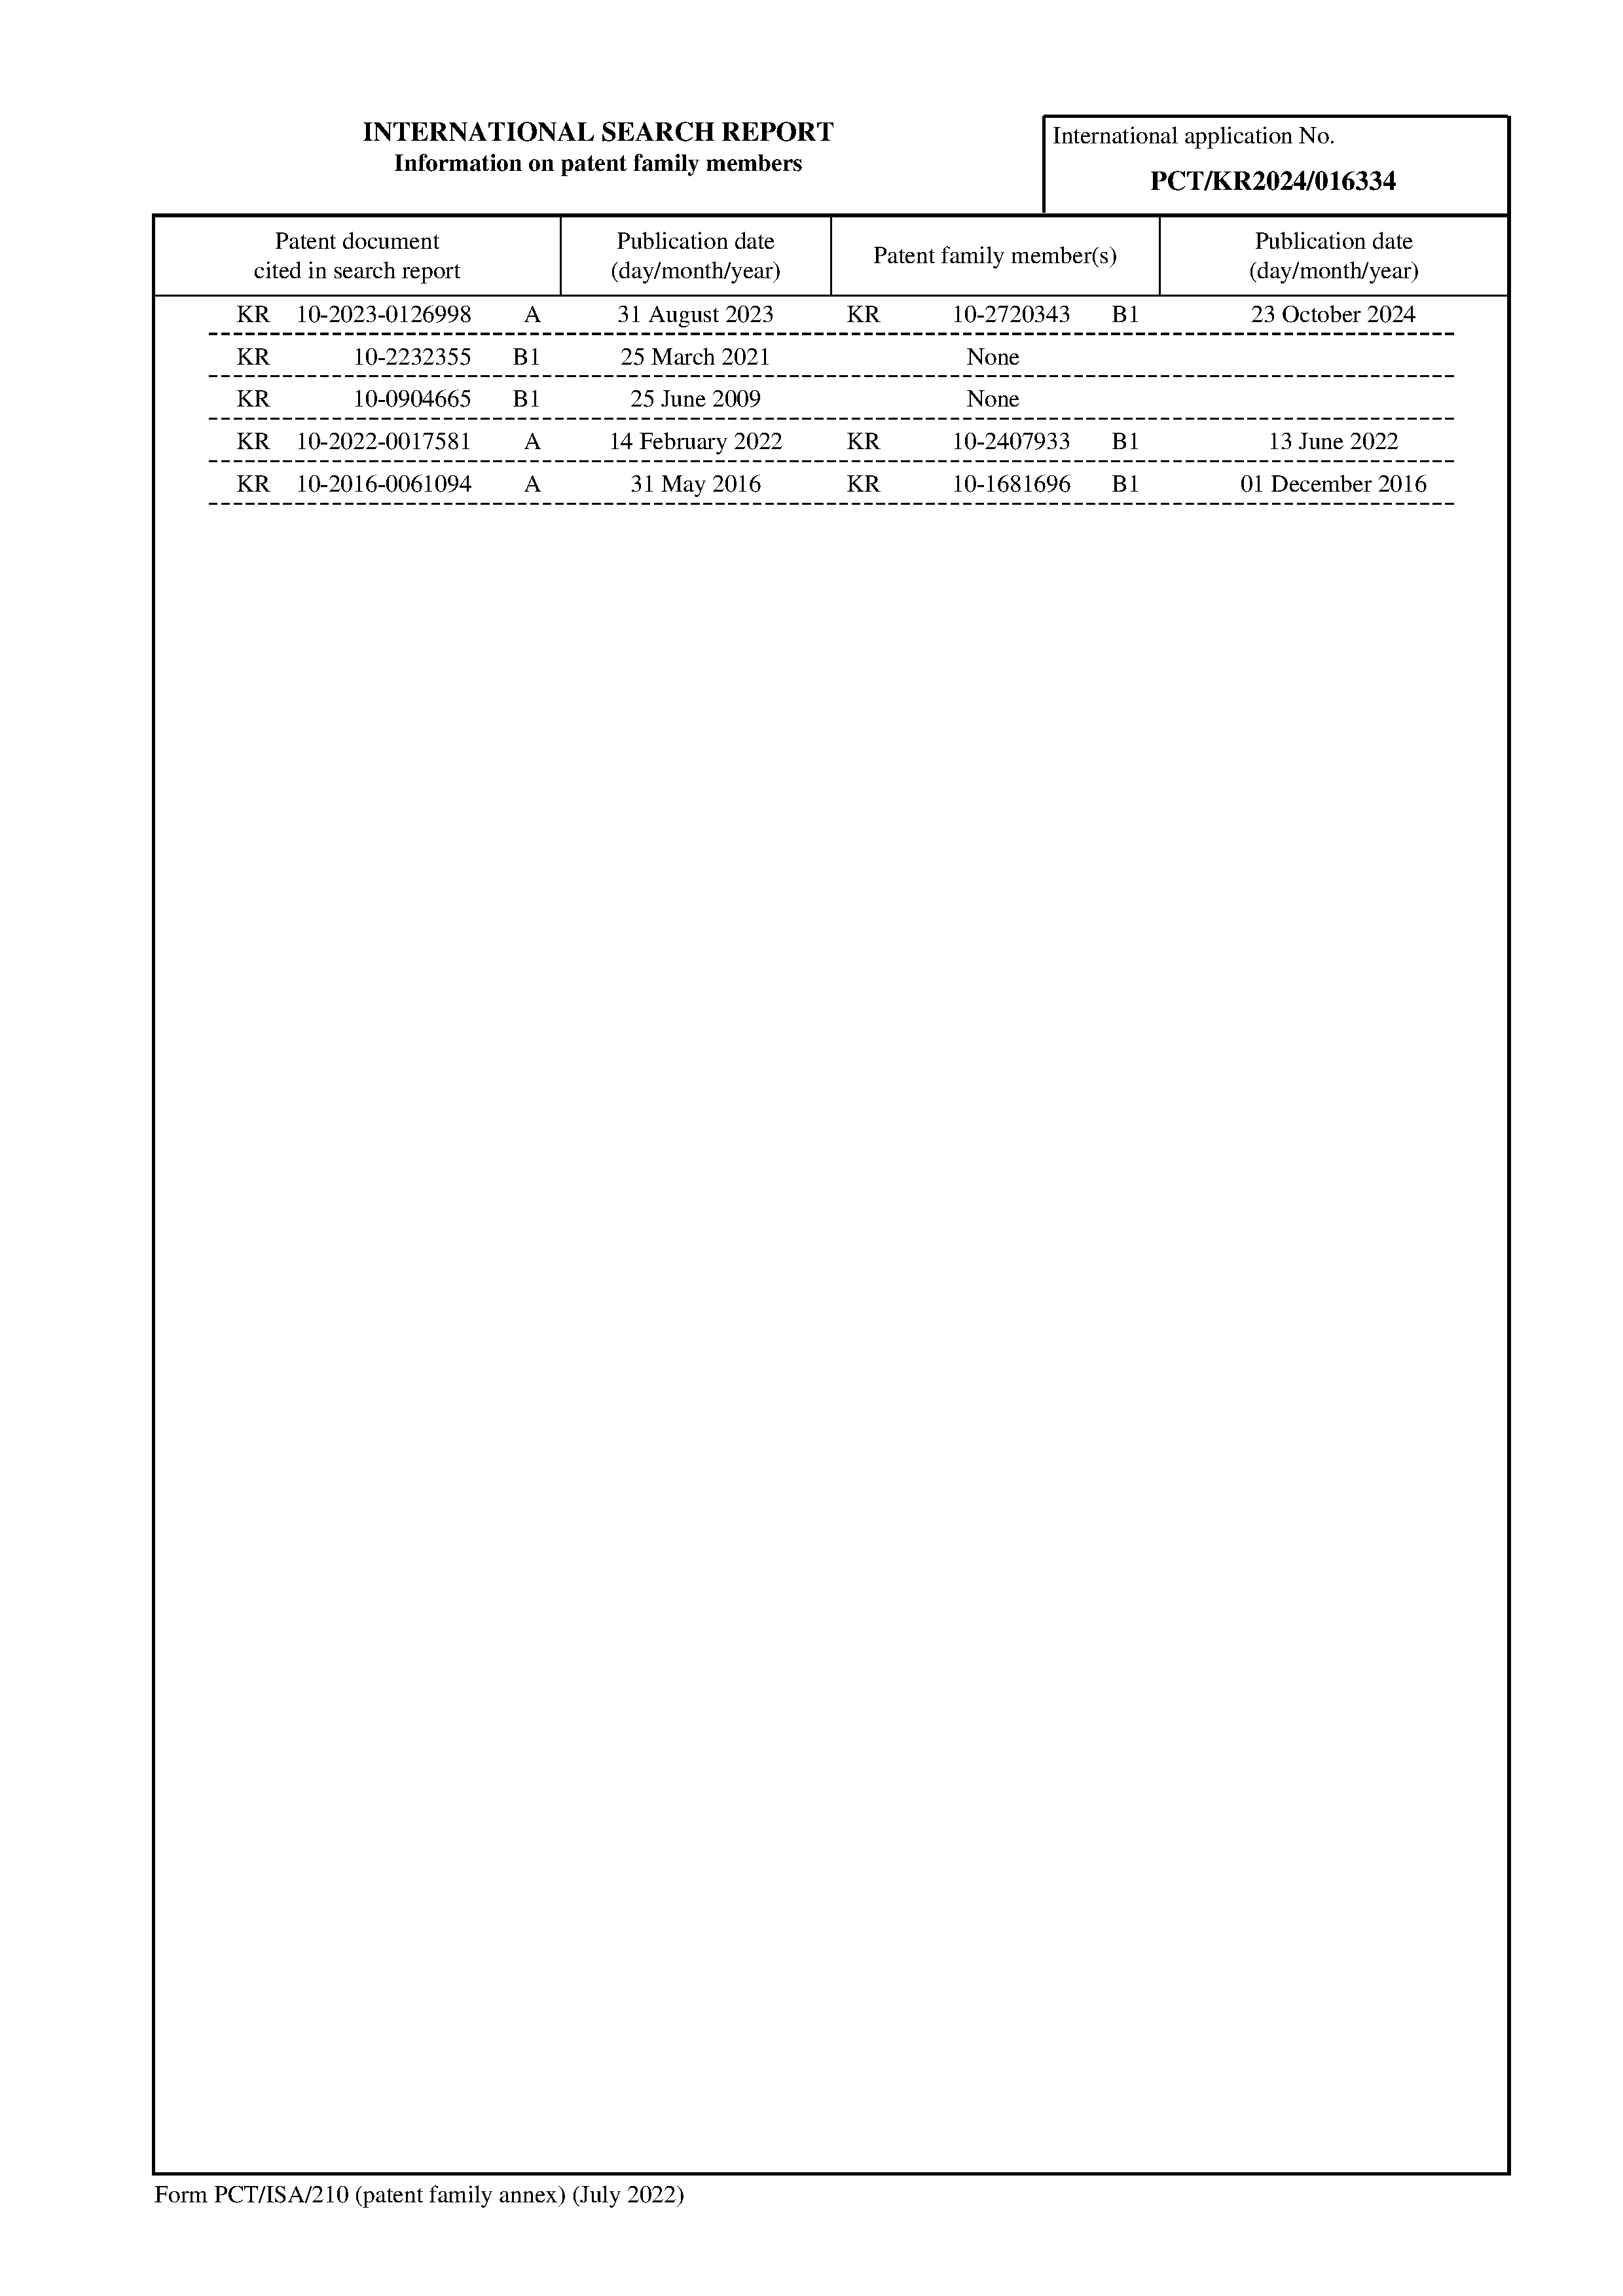 INTERNATIONAL SEARCH REPORT
Information on patent family members
International application No.
PCT/KR2024/016334
Patent document
cited in search report
Publication date
(day/month/year)
Patent family member(s)
Publication date
(day/month/year)
KR 10-2023-0126998 A 31 August 2023 KR 10-2720343 B1 23 October 2024
KR 10-2232355 B1 25 March 2021 None
KR 10-0904665 B1 25 June 2009 None
KR 10-2022-0017581 A 14 February 2022 KR 10-2407933 B1 13 June 2022
KR 10-2016-0061094 A 31 May 2016 KR 10-1681696 B1 01 December 2016
Form PCT/ISA/210 (patent family annex) (July 2022)